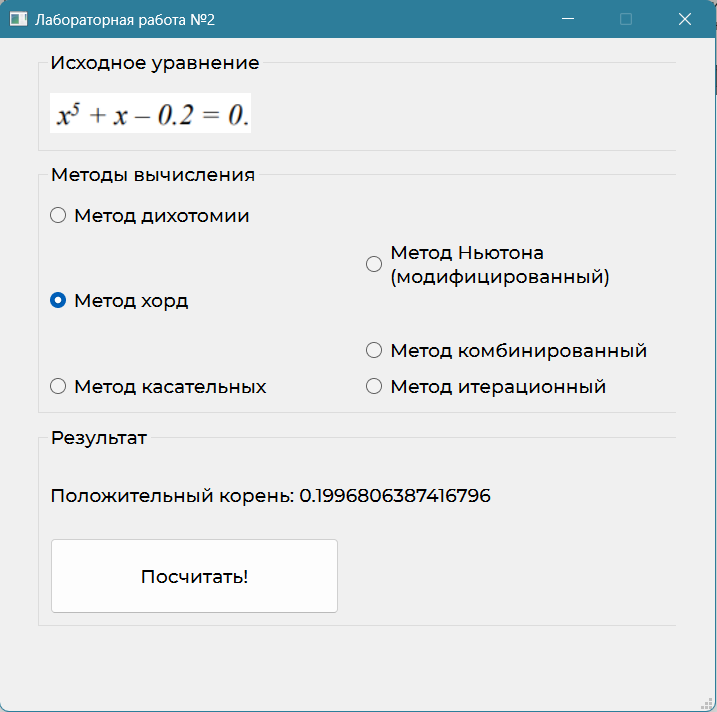 Лабораторная работа №2
Исходное уравнение
x⁵ + x – 0.2 = 0.
Методы вычисления
Метод дихотомии
Метод Ньютона
(модифицированный)
Метод хорд
Метод комбинированный
Метод касательных
Метод итерационный
Результат
Положительный корень: 0.1996806387416796
Посчитать!